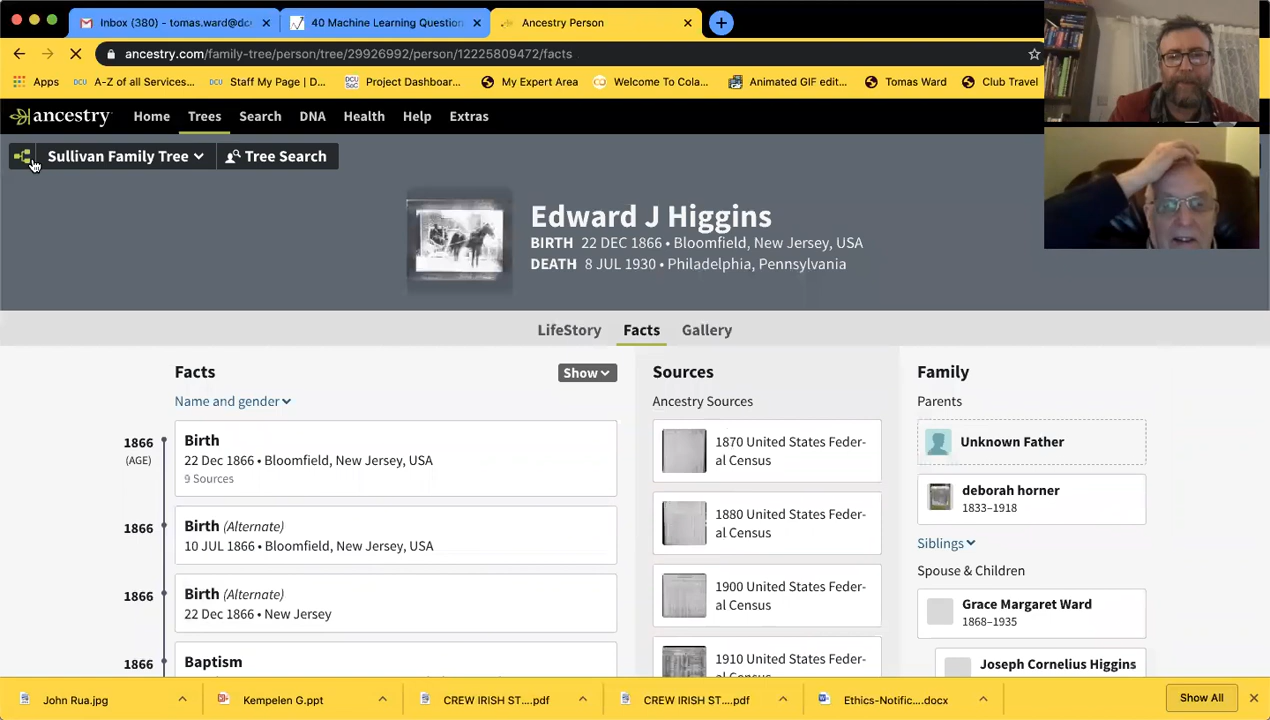 Inbox (380) - tomas.ward@dc
40 Machine Learning Question
Ancestry Person
ancestry.com/family-tree/person/tree/29926992/person/12225809472/facts
Apps
DCU A-Z of all Services...
DCU Staff My Page | D...
DCU SoC Project Dashboar...
My Expert Area
CO Welcome To Cola...
Animated GIF edit...
Tomas Ward
Club Travel
ancestry
Home
Trees
Search
DNA
Health
Help
Extras
Sullivan Family Tree
Tree Search
Edward J Higgins
BIRTH 22 DEC 1866 • Bloomfield, New Jersey, USA
DEATH 8 JUL 1930 • Philadelphia, Pennsylvania
LifeStory
Facts
Gallery
Facts
Show
Name and gender
1866
(AGE)
Birth
22 Dec 1866 • Bloomfield, New Jersey, USA
9 Sources
1866
Birth (Alternate)
10 JUL 1866 • Bloomfield, New Jersey, USA
1866
Birth (Alternate)
22 Dec 1866 • New Jersey
1866
Baptism
Sources
Ancestry Sources
1870 United States Feder-
al Census
1880 United States Feder-
al Census
1900 United States Feder-
al Census
1910 United States Feder-
al Census
Family
Parents
Unknown Father
deborah horner
1833–1918
Siblings
Spouse & Children
Grace Margaret Ward
1868–1935
Joseph Cornelius Higgins
John Rua.jpg
Kempelen G.ppt
CREW IRISH ST....pdf
CREW IRISH ST....pdf
Ethics-Notific....docx
Show All